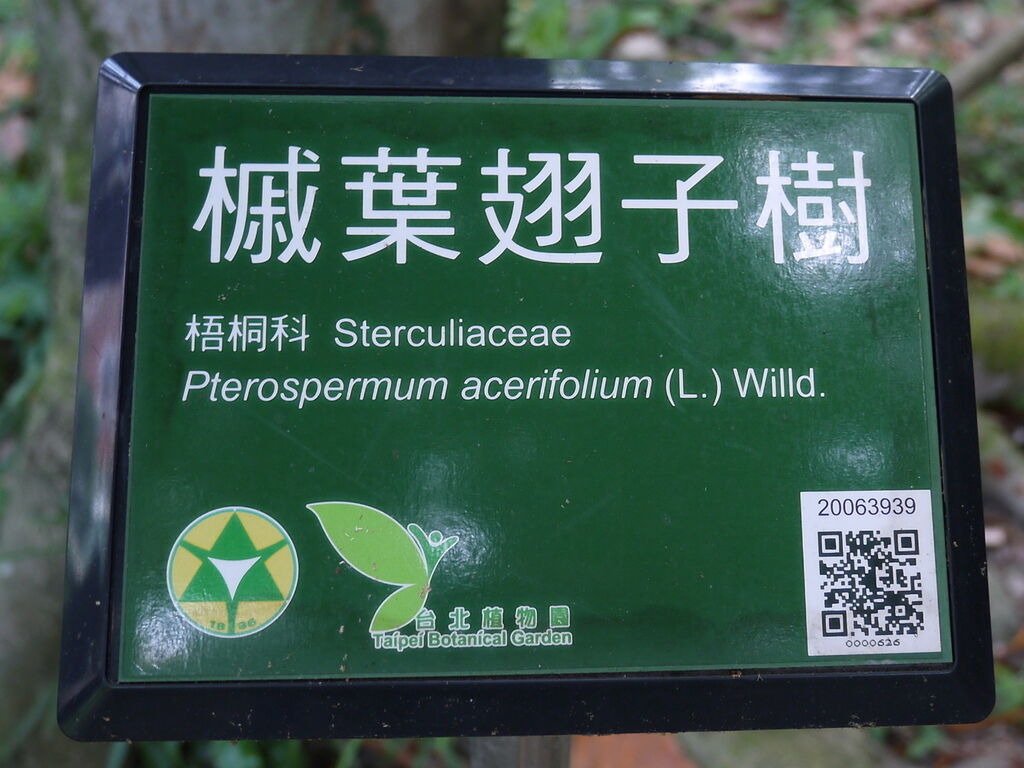 槭葉翅子樹
梧桐科 Sterculiaceae
Pterospermum acerifolium (L.) Willd.
20063939
1896
台北植物園
Taipei Botanical Garden
0000626